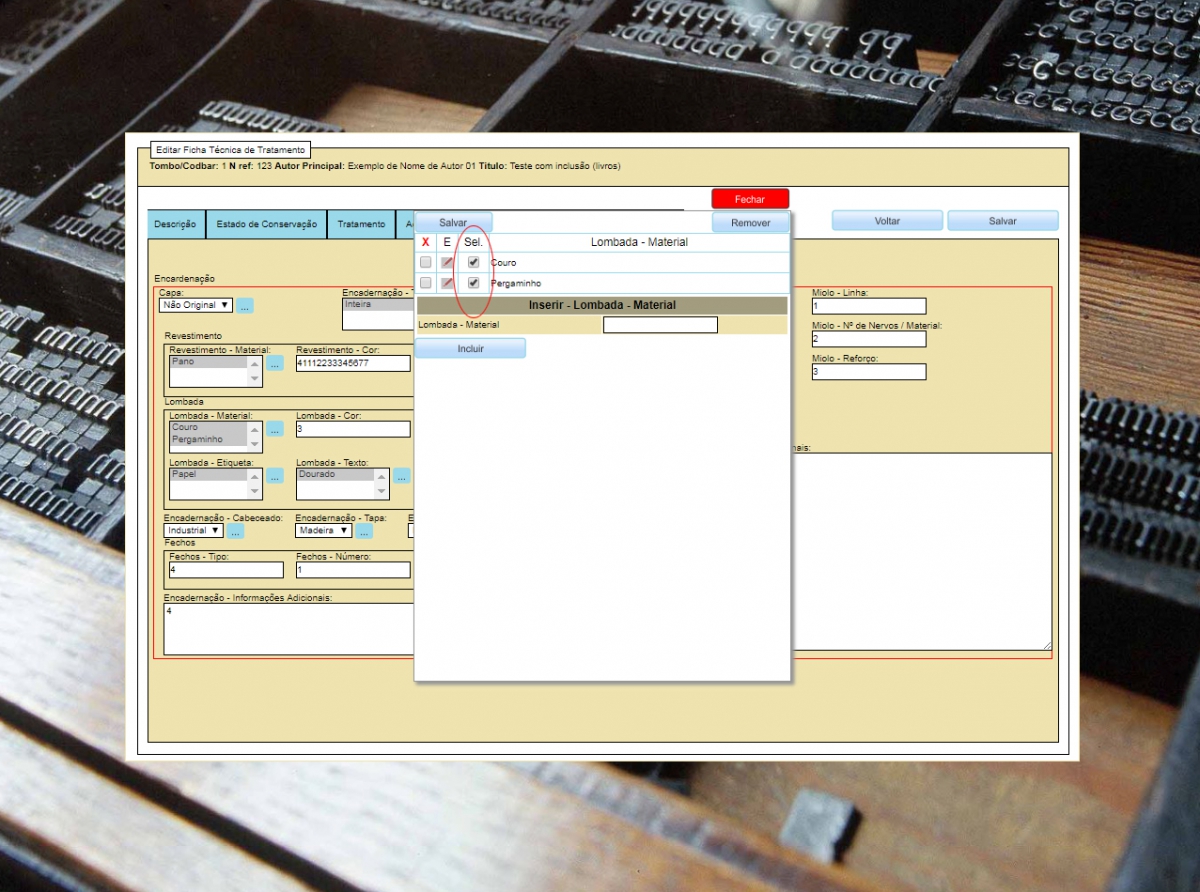 Editar Ficha Técnica de Tratamento
Tombo/Codbar: 1 N ref: 123 Autor Principal: Exemplo de Nome de Autor 01 Titulo: Teste com inclusão (livros)
Fechar
Descrição Estado de Conservação Tratamento Salvar Remover Voltar Salvar
X E Sel. Lombada - Material
Couro
Pergaminho
Inserir - Lombada - Material
Lombada - Material
Incluir
Encardenação
Capa: Encadernação - T
Não Original ▼ ... Inteira
Revestimento
Revestimento - Material: Revestimento - Cor:
Pano ... 41112233345677
Lombada
Lombada - Material: Lombada - Cor:
Couro ... 3
Pergaminho
Lombada - Etiqueta: Lombada - Texto:
Papel ... Dourado ...
Encadernação - Cabeceado: Encadernação - Tapa: E
Industrial ▼ ... Madeira ▼ ...
Fechos
Fechos - Tipo: Fechos - Número:
4 1
Encadernação - Informações Adicionais:
4
Miolo - Linha:
1
Miolo - Nº de Nervos / Material:
2
Miolo - Reforço:
3
nais: